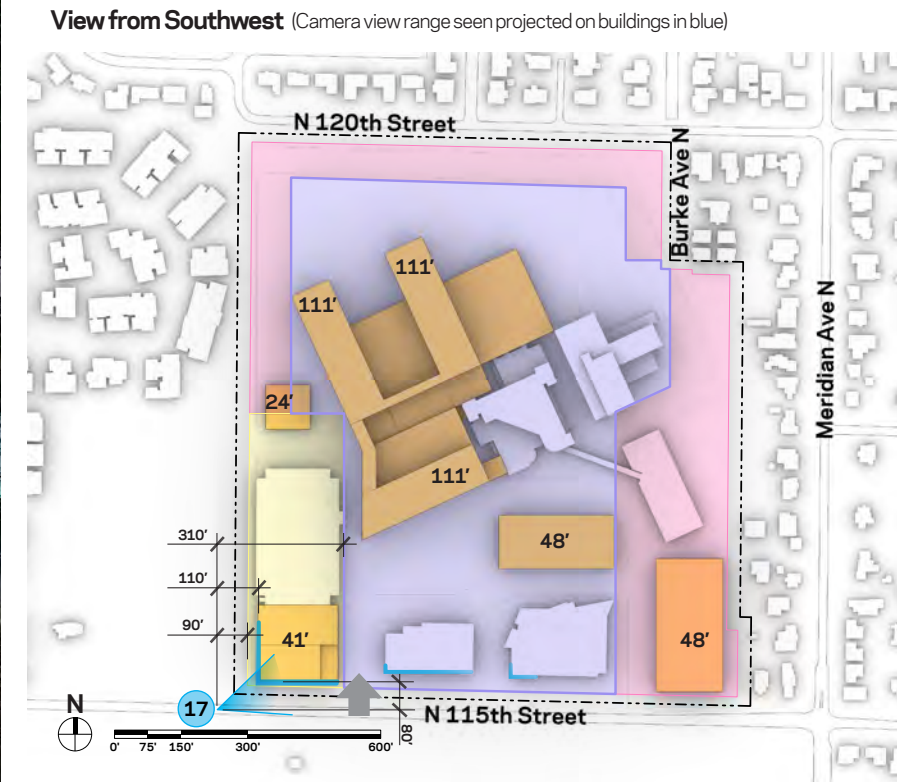 View from Southwest (Camera view range seen projected on buildings in blue)
N 120th Street
Burke Ave N
111'
111'
Meridian Ave N
24'
111'
310'
48'
110'
90'
41'
48'
N
17
N 115th Street
80'
0' 75' 150' 300' 600'